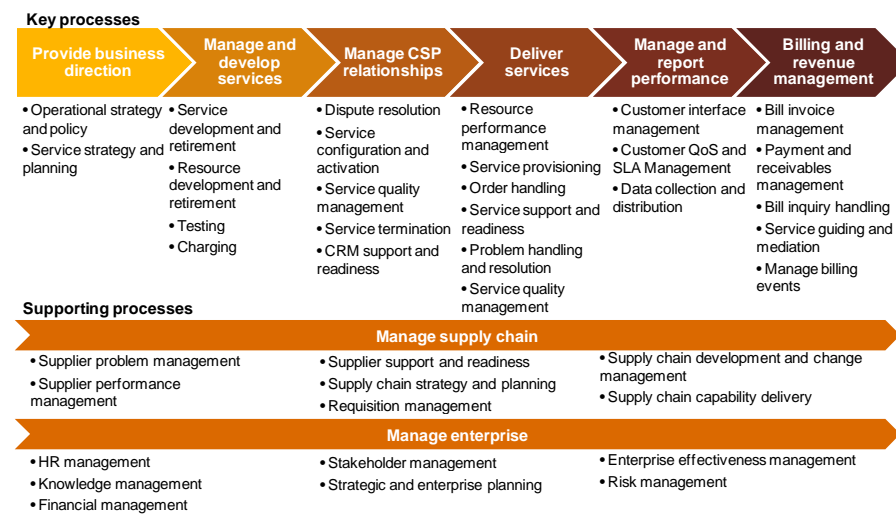 Key processes
Provide business
direction
Manage and
develop
services
Manage CSP
relationships
Deliver
services
Manage and
report
performance
Billing and
revenue
management
• Operational strategy
and policy
• Service strategy and
planning
• Service
development and
retirement
• Resource
development and
retirement
• Testing
• Charging
• Dispute resolution
• Service
configuration and
activation
• Service quality
management
• Service termination
• CRM support and
readiness
• Resource
performance
management
• Service provisioning
• Order handling
• Service support and
readiness
• Problem handling
and resolution
• Service quality
management
• Customer interface
management
• Customer QoS and
SLA Management
• Data collection and
distribution
• Bill invoice
management
• Payment and
receivables
management
• Bill inquiry handling
• Service guiding and
mediation
• Manage billing
events
Supporting processes
Manage supply chain
• Supplier problem management
• Supplier performance
management
• Supplier support and readiness
• Supply chain strategy and planning
• Requisition management
• Supply chain development and change
management
• Supply chain capability delivery
Manage enterprise
• HR management
• Knowledge management
• Financial management
• Stakeholder management
• Strategic and enterprise planning
• Enterprise effectiveness management
• Risk management